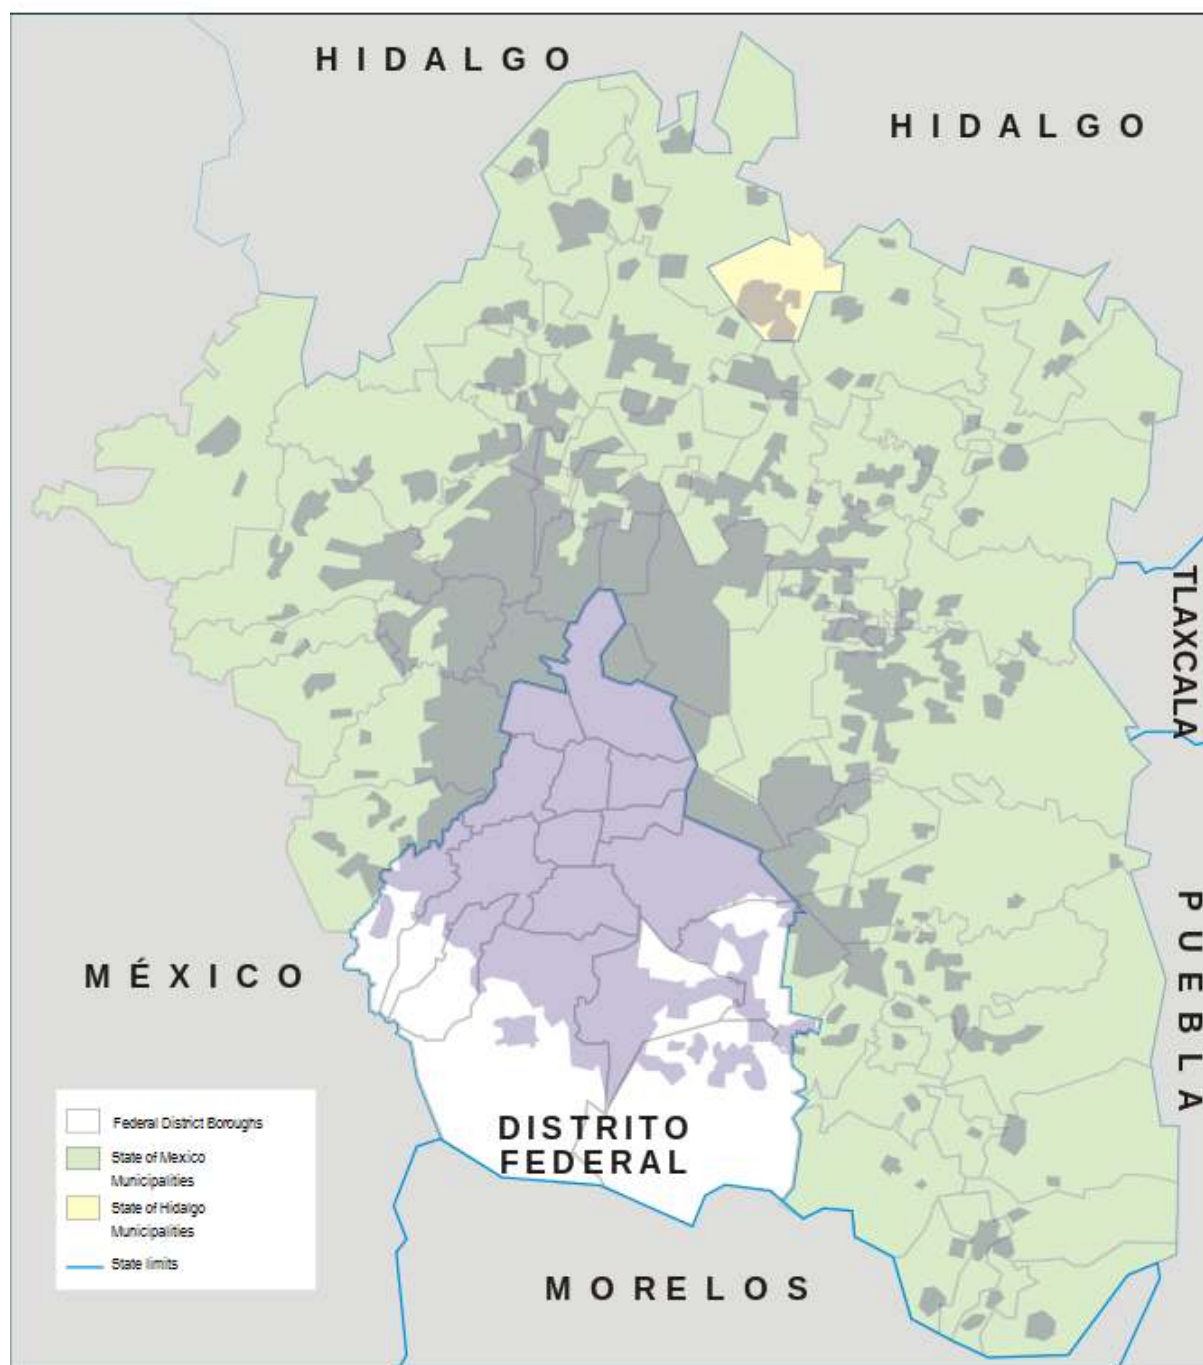 HIDALGO
HIDALGO
TLAXCALA
PUEBLA
MÉXICO
DISTRITO
FEDERAL
MORELOS
Federal District Boroughs
State of Mexico
Municipalities
State of Hidalgo
Municipalities
State limits